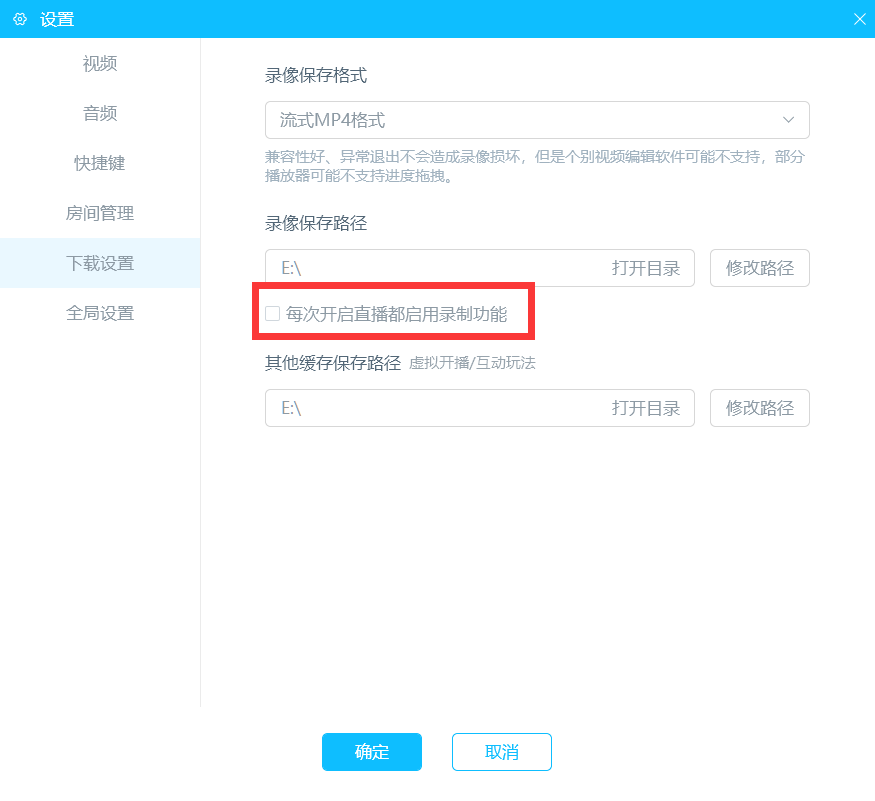 设置
视频
音频
快捷键
房间管理
下载设置
全局设置
录像保存格式
流式MP4格式
兼容性好、异常退出不会造成录像损坏，但是个别视频编辑软件可能不支持，部分
播放器可能不支持进度拖拽。
录像保存路径
E:\ 打开目录 修改路径
每次开启直播都启用录制功能
其他缓存保存路径 虚拟开播/互动玩法
E:\ 打开目录 修改路径
确定 取消